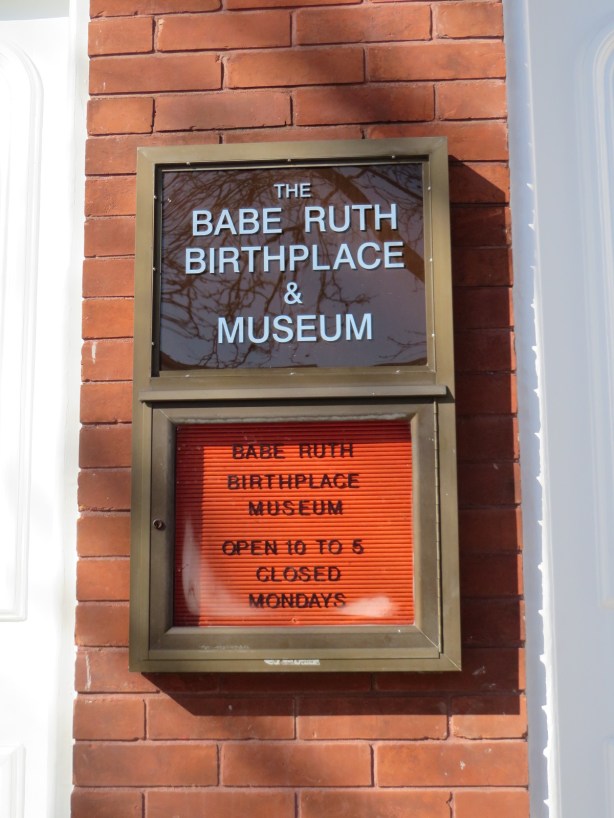 THE
BABE RUTH
BIRTHPLACE
&
MUSEUM
BABE RUTH
BIRTHPLACE
MUSEUM
OPEN 10 TO 5
CLOSED
MONDAYS